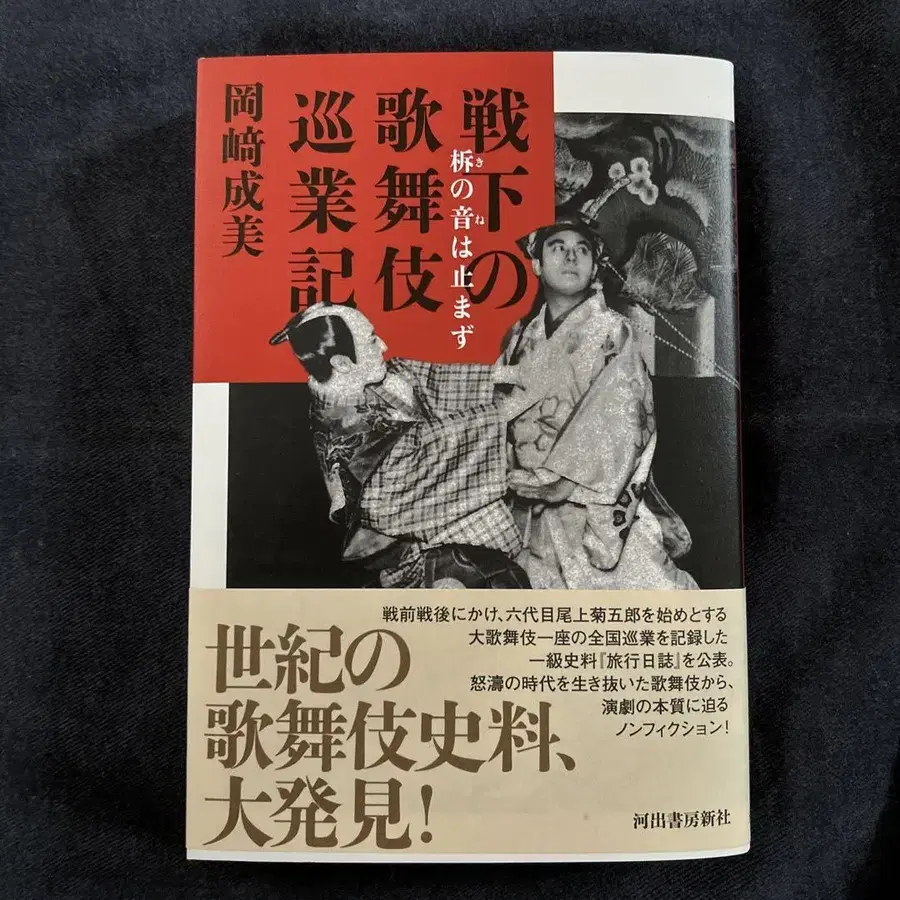 戦下の
歌舞伎
巡業記
柝の音は止まず
き
ね
岡﨑成美
戦前戦後にかけ、六代目尾上菊五郎を始めとする
大歌舞伎一座の全国巡業を記録した
一級史料『旅行日誌』を公表。
怒濤の時代を生き抜いた歌舞伎から、
演劇の本質に迫る
ノンフィクション!
世紀の
歌舞伎史料、
大発見!
河出書房新社